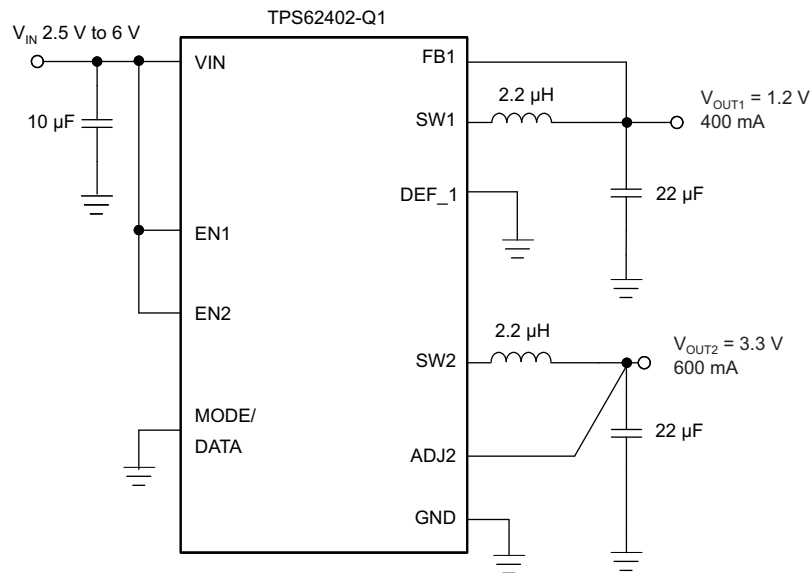 TPS62402-Q1
V_IN 2.5 V to 6 V
VIN
10 µF
EN1
EN2
MODE/
DATA
FB1
2.2 µH
SW1
V_OUT1 = 1.2 V
400 mA
DEF_1
22 µF
2.2 µH
SW2
V_OUT2 = 3.3 V
600 mA
22 µF
ADJ2
GND